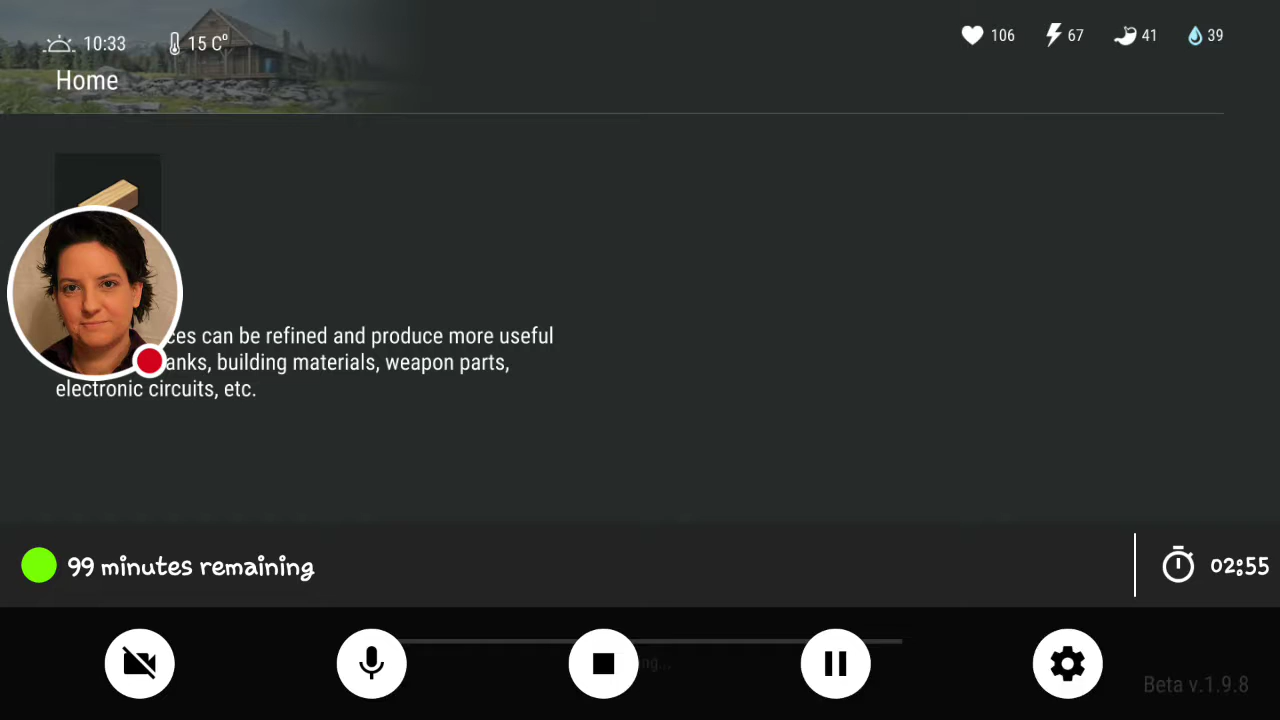 10:33 15 C° 106 67 41 39
Home
ces can be refined and produce more useful
anks, building materials, weapon parts,
electronic circuits, etc.
99 minutes remaining 02:55
ng...
Beta v.1.9.8